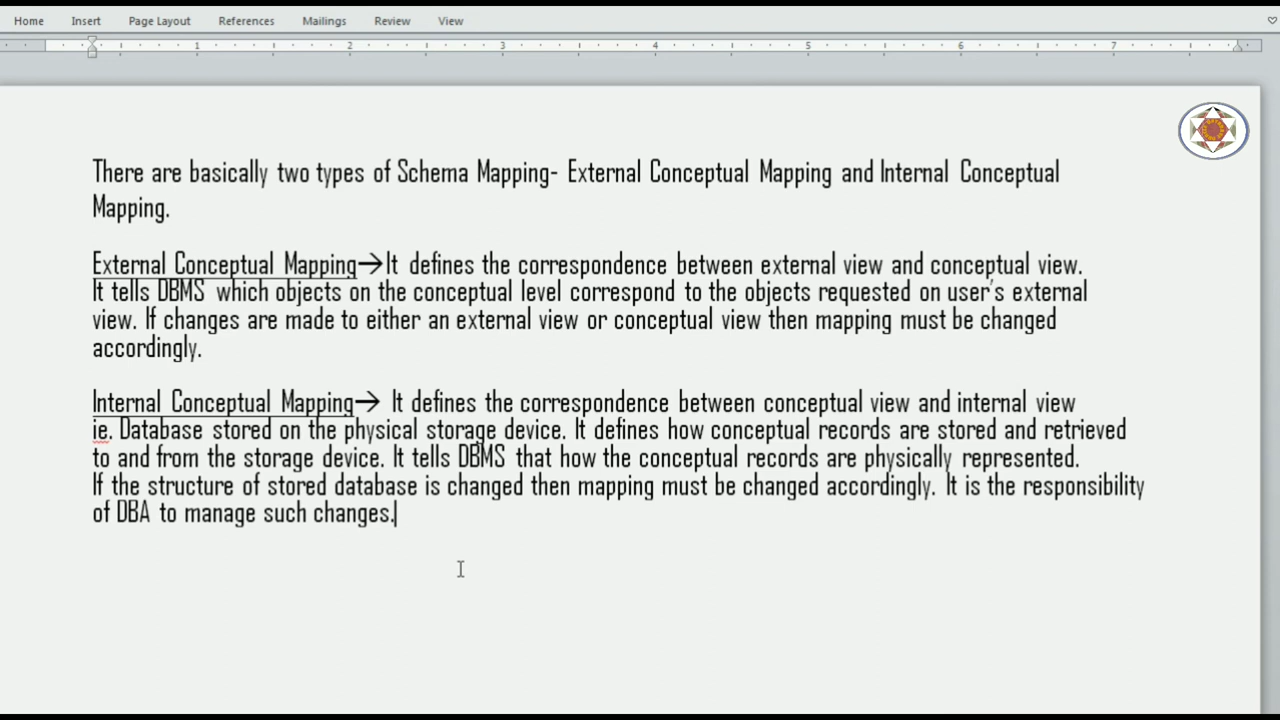 Home Insert Page Layout References Mailings Review View
1 2 3 4 5 6 7
There are basically two types of Schema Mapping- External Conceptual Mapping and Internal Conceptual
Mapping.
External Conceptual Mapping→It defines the correspondence between external view and conceptual view.
It tells DBMS which objects on the conceptual level correspond to the objects requested on user's external
view. If changes are made to either an external view or conceptual view then mapping must be changed
accordingly.
Internal Conceptual Mapping→ It defines the correspondence between conceptual view and internal view
ie. Database stored on the physical storage device. It defines how conceptual records are stored and retrieved
to and from the storage device. It tells DBMS that how the conceptual records are physically represented.
If the structure of stored database is changed then mapping must be changed accordingly. It is the responsibility
of DBA to manage such changes.